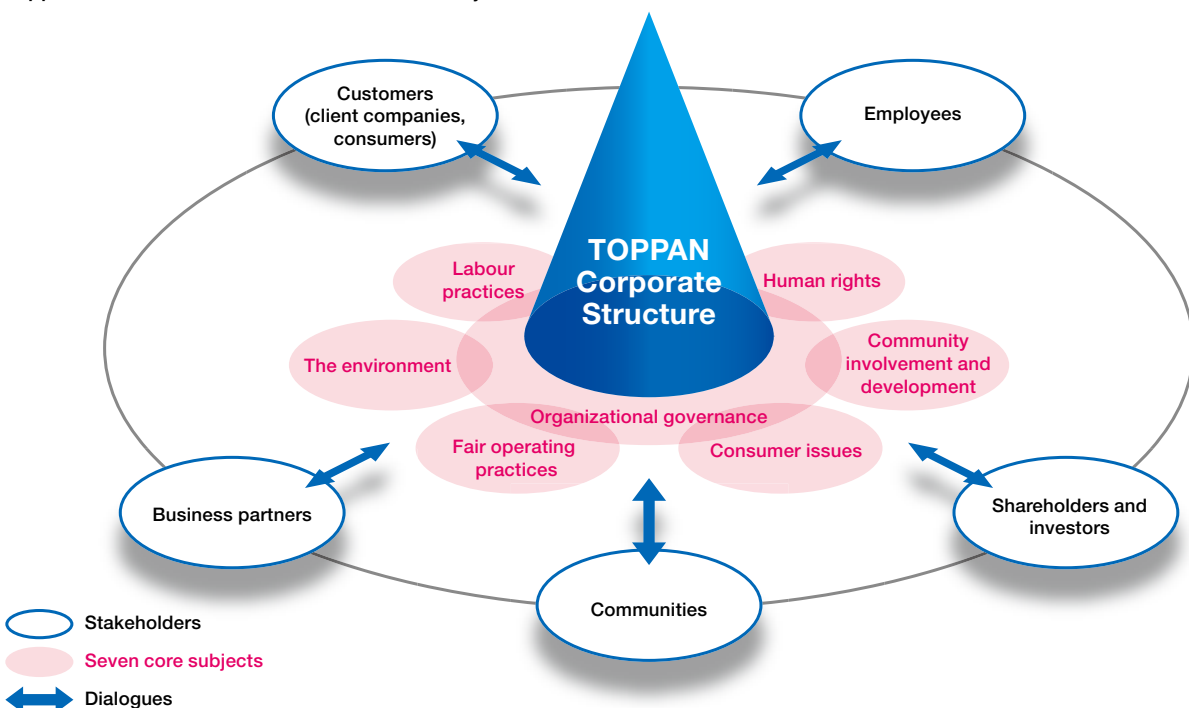 Customers
(client companies,
consumers)
Employees
TOPPAN
Corporate
Structure
Labour
practices
Human rights
The environment
Community
involvement and
development
Organizational governance
Fair operating
practices
Consumer issues
Business partners
Shareholders and
investors
Communities
Stakeholders
Seven core subjects
Dialogues